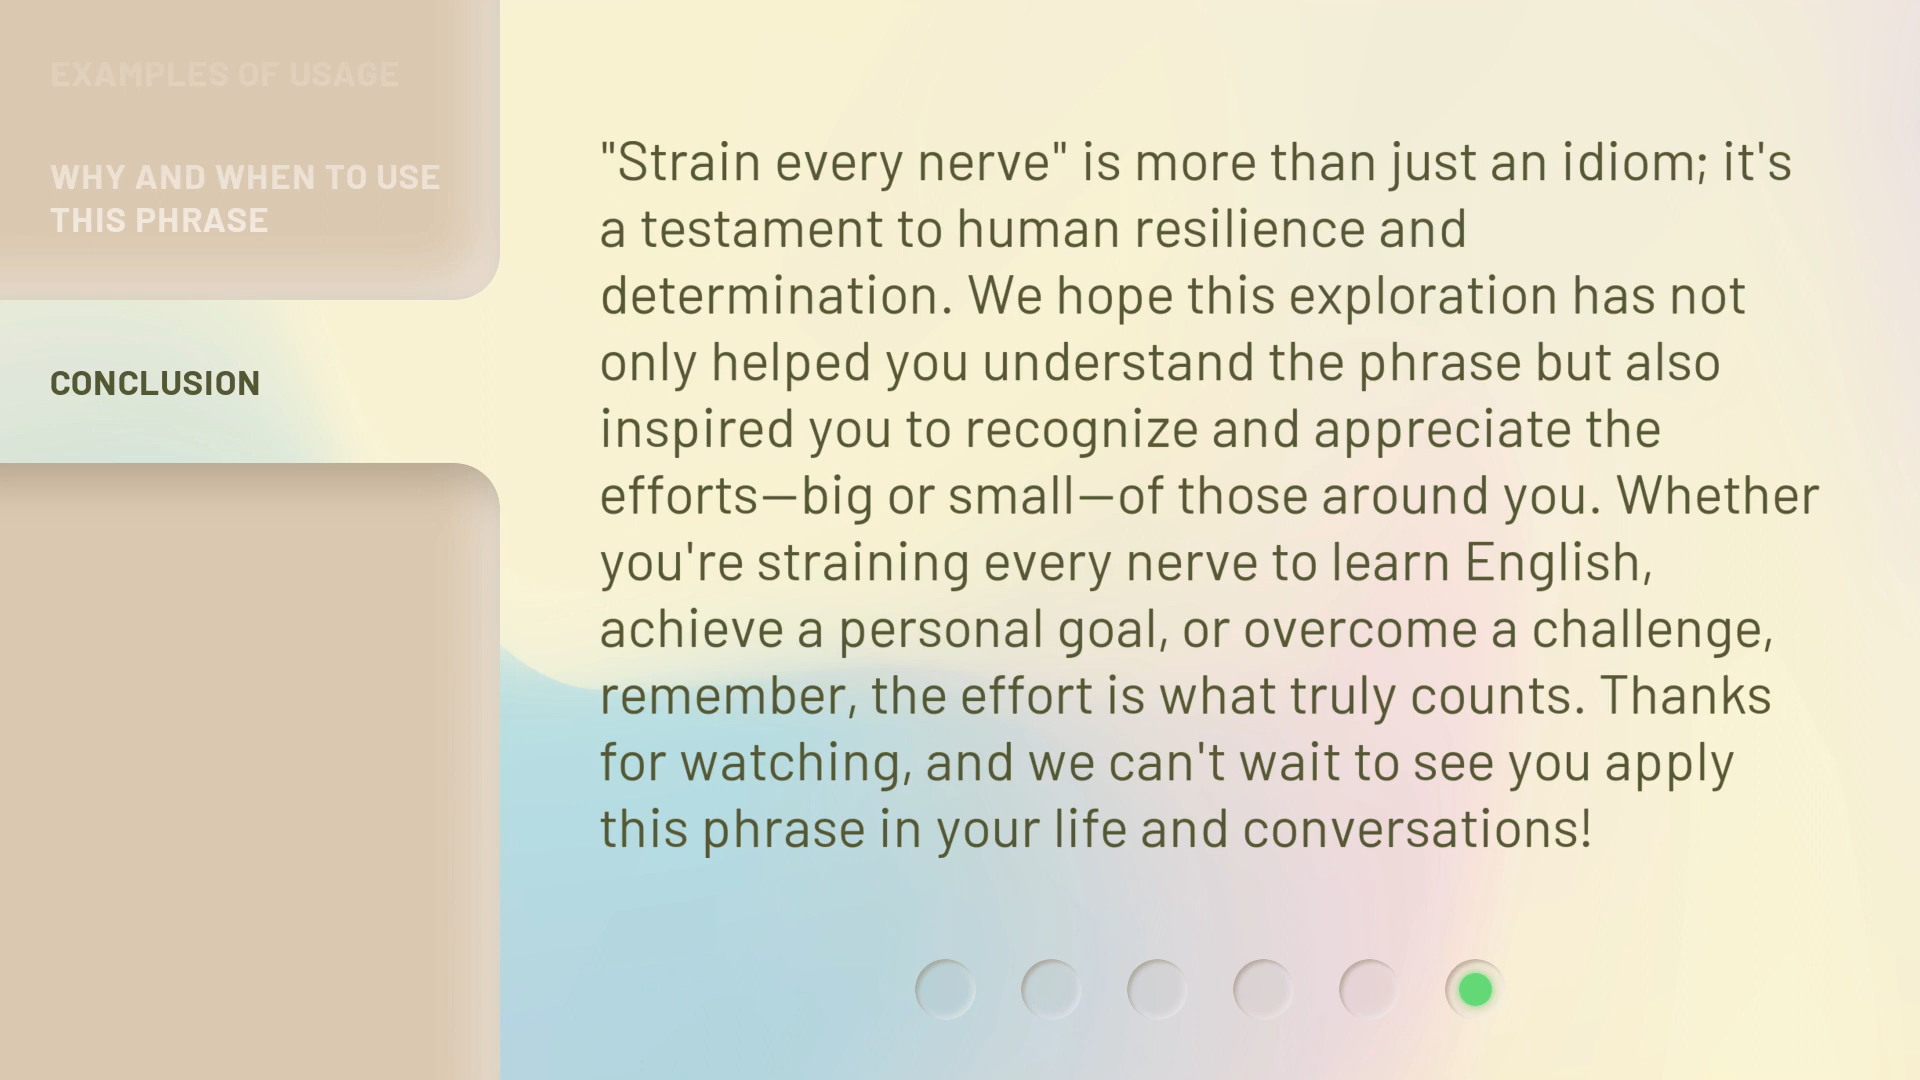 EXAMPLES OF USAGE
WHY AND WHEN TO USE
THIS PHRASE
CONCLUSION
"Strain every nerve" is more than just an idiom; it's
a testament to human resilience and
determination. We hope this exploration has not
only helped you understand the phrase but also
inspired you to recognize and appreciate the
efforts—big or small—of those around you. Whether
you're straining every nerve to learn English,
achieve a personal goal, or overcome a challenge,
remember, the effort is what truly counts. Thanks
for watching, and we can't wait to see you apply
this phrase in your life and conversations!